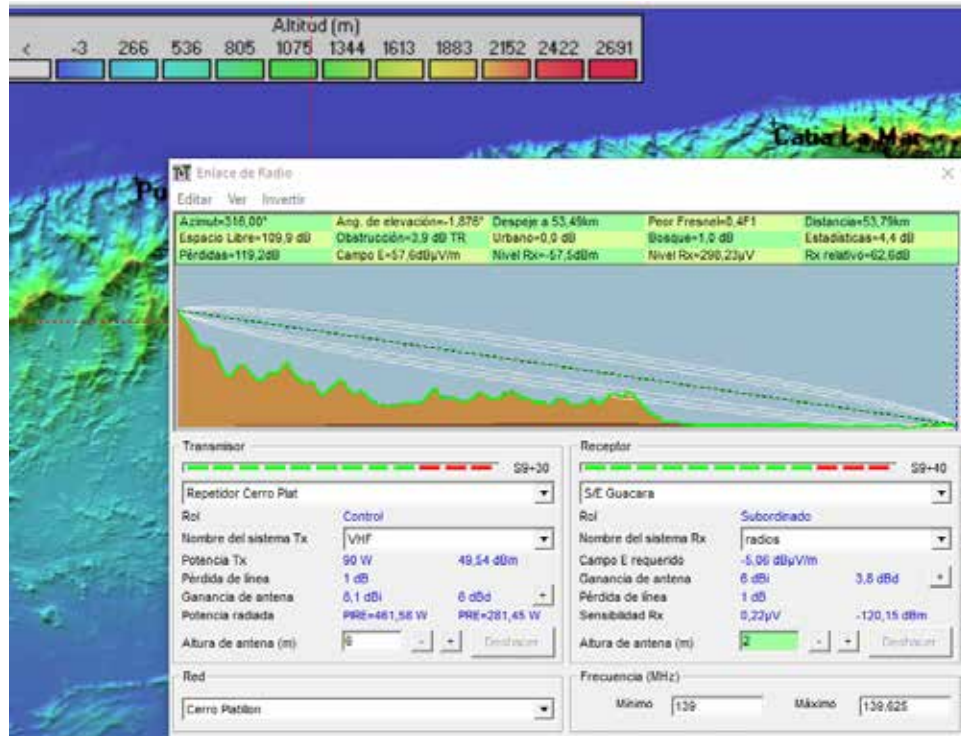 Altitud (m)
< -3 266 536 805 1075 1344 1613 1883 2152 2422 2691
Catia La Mar
Pu
Enlace de Radio
Editar Ver Invertir
Azimut=316,00° Ang. de elevación=-1,876° Despeje a 53,49km Peor Fresnel=0,4F1 Distancia=53,79km
Espacio Libre=109,9 dB Obstrucción=3,9 dB TR Urbano=0,0 dB Bosque=1,0 dB Estadísticas=4,4 dB
Pérdidas=119,2dB Campo E=57,6dBµV/m Nivel Rx=-57,5dBm Nivel Rx=298,23µV Rx relativo=62,6dB
Transmisor Receptor
S9+30 S9+40
Repetidor Cerro Plat S/E Guacara
Rol Control Rol Subordinado
Nombre del sistema Tx VHF Nombre del sistema Rx radios
Potencia Tx 90 W 49,54 dBm Campo E requerido -5,06 dBµV/m
Pérdida de línea 1 dB Ganancia de antena 6 dBi 3,8 dBd +
Ganancia de antena 8,1 dBi 6 dBd + Pérdida de línea 1 dB
Potencia radiada PIRE=461,58 W PRE=281,45 W Sensibilidad Rx 0,22µV -120,15 dBm
Altura de antena (m) 6 - + Deshacer Altura de antena (m) 2 - + Deshacer
Red Frecuencia (MHz)
Cerro Platillon Mínimo 139 Máximo 139,625